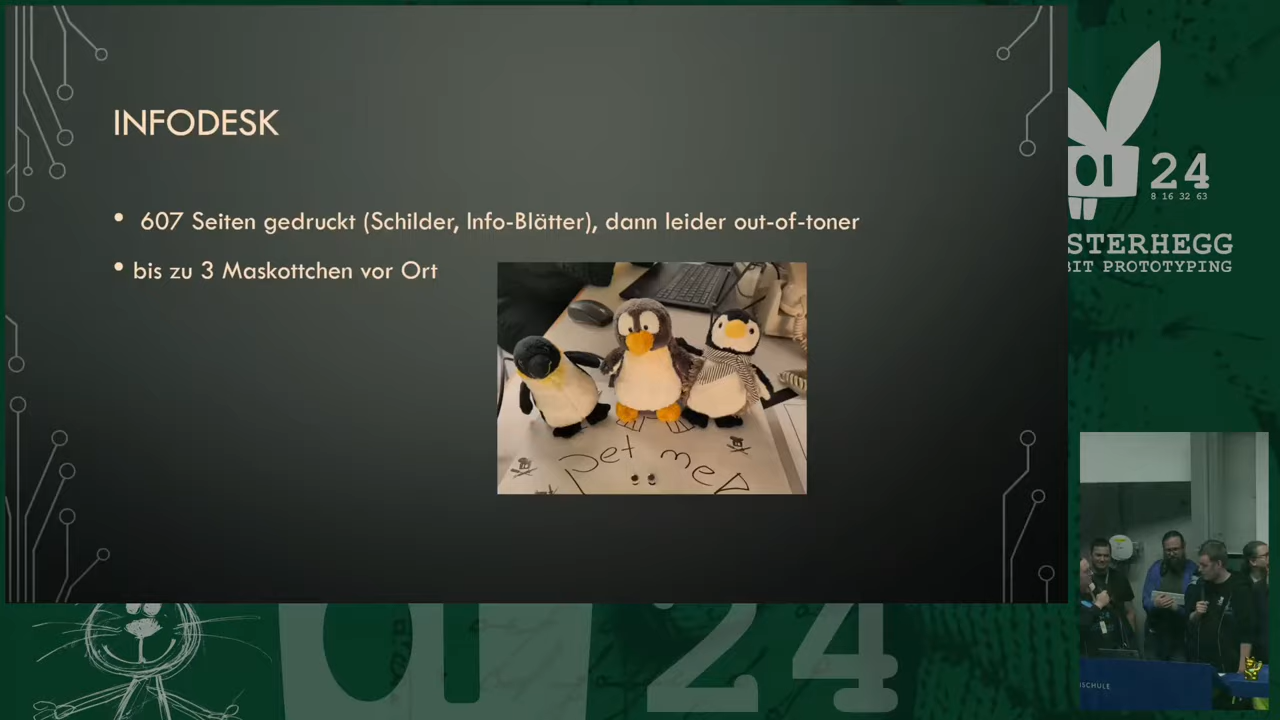 INFODESK
• 607 Seiten gedruckt (Schilder, Info-Blätter), dann leider out-of-toner
• bis zu 3 Maskottchen vor Ort
pet me
24
8 16 32 63
STERHEGG
BIT PROTOTYPING
24
SCHULE